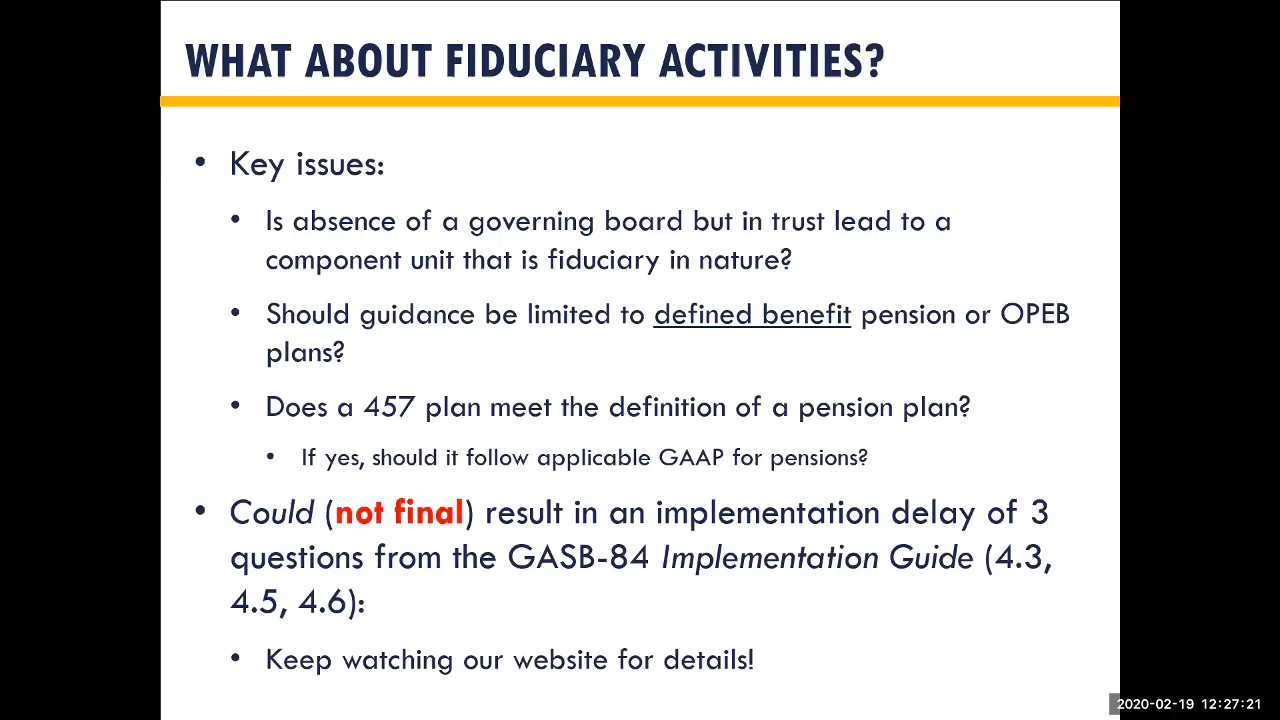 WHAT ABOUT FIDUCIARY ACTIVITIES?
• Key issues:
• Is absence of a governing board but in trust lead to a
component unit that is fiduciary in nature?
• Should guidance be limited to defined benefit pension or OPEB
plans?
• Does a 457 plan meet the definition of a pension plan?
• If yes, should it follow applicable GAAP for pensions?
• Could (not final) result in an implementation delay of 3
questions from the GASB-84 Implementation Guide (4.3,
4.5, 4.6):
• Keep watching our website for details!
2020-02-19 12:27:21